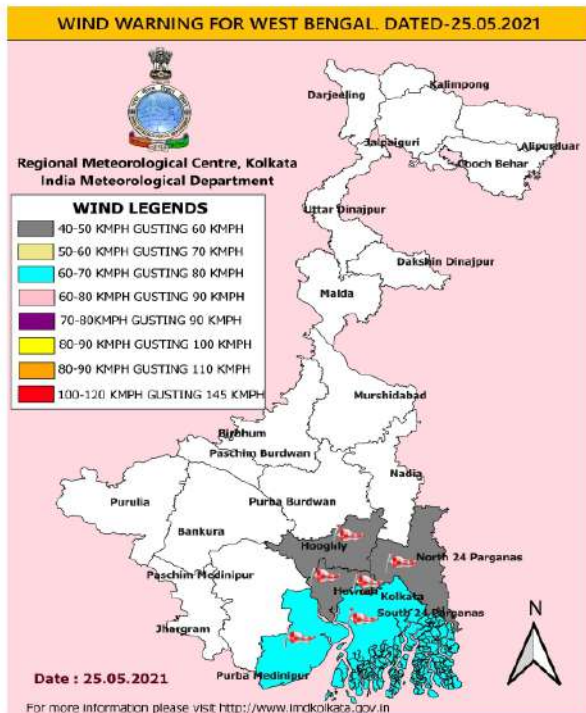 WIND WARNING FOR WEST BENGAL. DATED-25.05.2021
Regional Meteorological Centre, Kolkata
India Meteorological Department
WIND LEGENDS
40-50 KMPH GUSTING 60 KMPH
50-60 KMPH GUSTING 70 KMPH
60-70 KMPH GUSTING 80 KMPH
60-80 KMPH GUSTING 90 KMPH
70-80KMPH GUSTING 90 KMPH
80-90 KMPH GUSTING 100 KMPH
80-90 KMPH GUSTING 110 KMPH
100-120 KMPH GUSTING 145 KMPH
Kalimpong
Darjeeling
Jalpaiguri
Alipurduar
Cooch Behar
Uttar Dinajpur
Dakshin Dinajpur
Malda
Murshidabad
Birbhum
Paschim Burdwan
Nadia
Purulia
Purba Burdwan
Bankura
Hooghly
North 24 Parganas
Paschim Medinipur
Howrah
Kolkata
South 24 Parganas
Jhargram
Purba Medinipur
N
Date : 25.05.2021
For more information please visit http://www.imdkolkata.gov.in